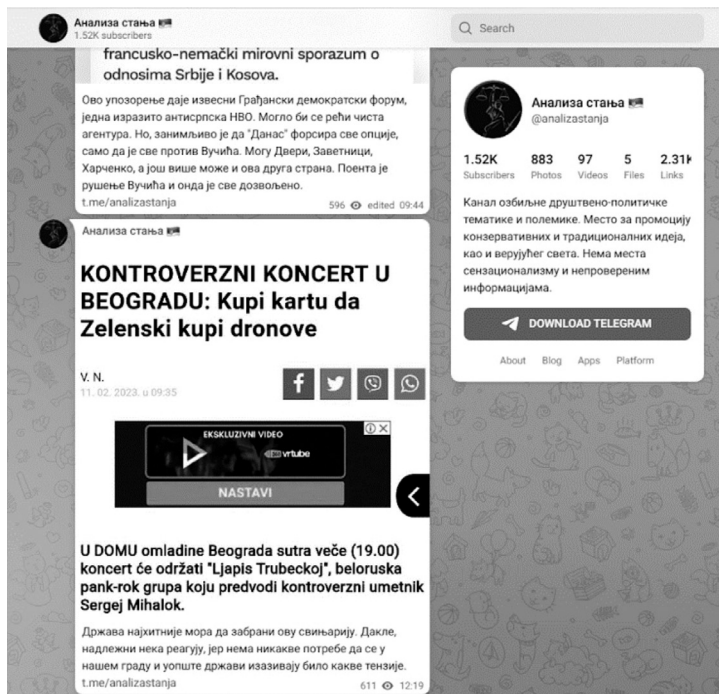 Анализа стања
1.52K subscribers
Search
francusko-nemački mirovni sporazum o
odnosima Srbije i Kosova.
Ово упозорење даје извесни Грађански демократски форум,
једна изразито антисрпска НВО. Могло би се рећи чиста
агентура. Но, занимљиво је да "Данас" форсира све опције,
само да је све против Вучића. Могу Двери, Заветници,
Харченко, а још више може и ова друга страна. Поента је
рушење Вучића и онда је све дозвољено.
t.me/analizastanja
596 edited 09:44
Анализа стања
KONTROVERZNI KONCERT U
BEOGRADU: Kupi kartu da
Zelenski kupi dronove
V. N.
11. 02. 2023. u 09:35
EKSKLUZIVNI VIDEO
vrtube
NASTAVI
U DOMU omladine Beograda sutra veče (19.00)
koncert će održati "Ljapis Trubeckoj", beloruska
pank-rok grupa koju predvodi kontroverzni umetnik
Sergej Mihalok.
Држава најхитније мора да забрани ову свињарију. Дакле,
надлежни нека реагују, јер нема никакве потребе да се у
нашем граду и уопште држави изазивају било какве тензије.
t.me/analizastanja
611 12:19
Анализа стања
@analizastanja
1.52K 883 97 5 2.31K
Subscribers Photos Videos Files Links
Канал озбиљне друштвено-политичке
тематике и полемике. Место за промоцију
конзервативних и традиционалних идеја,
као и верујућег света. Нема места
сензационализму и непровереним
информацијама.
DOWNLOAD TELEGRAM
About Blog Apps Platform